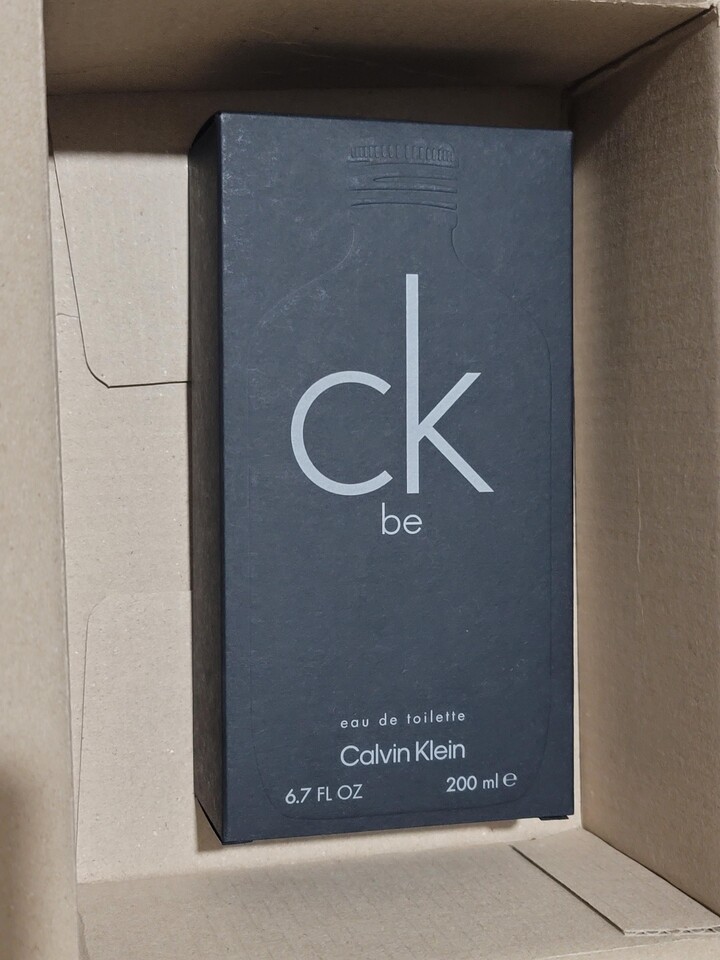 ck
be
eau de toilette
Calvin Klein
6.7 FL OZ 200 ml ℮